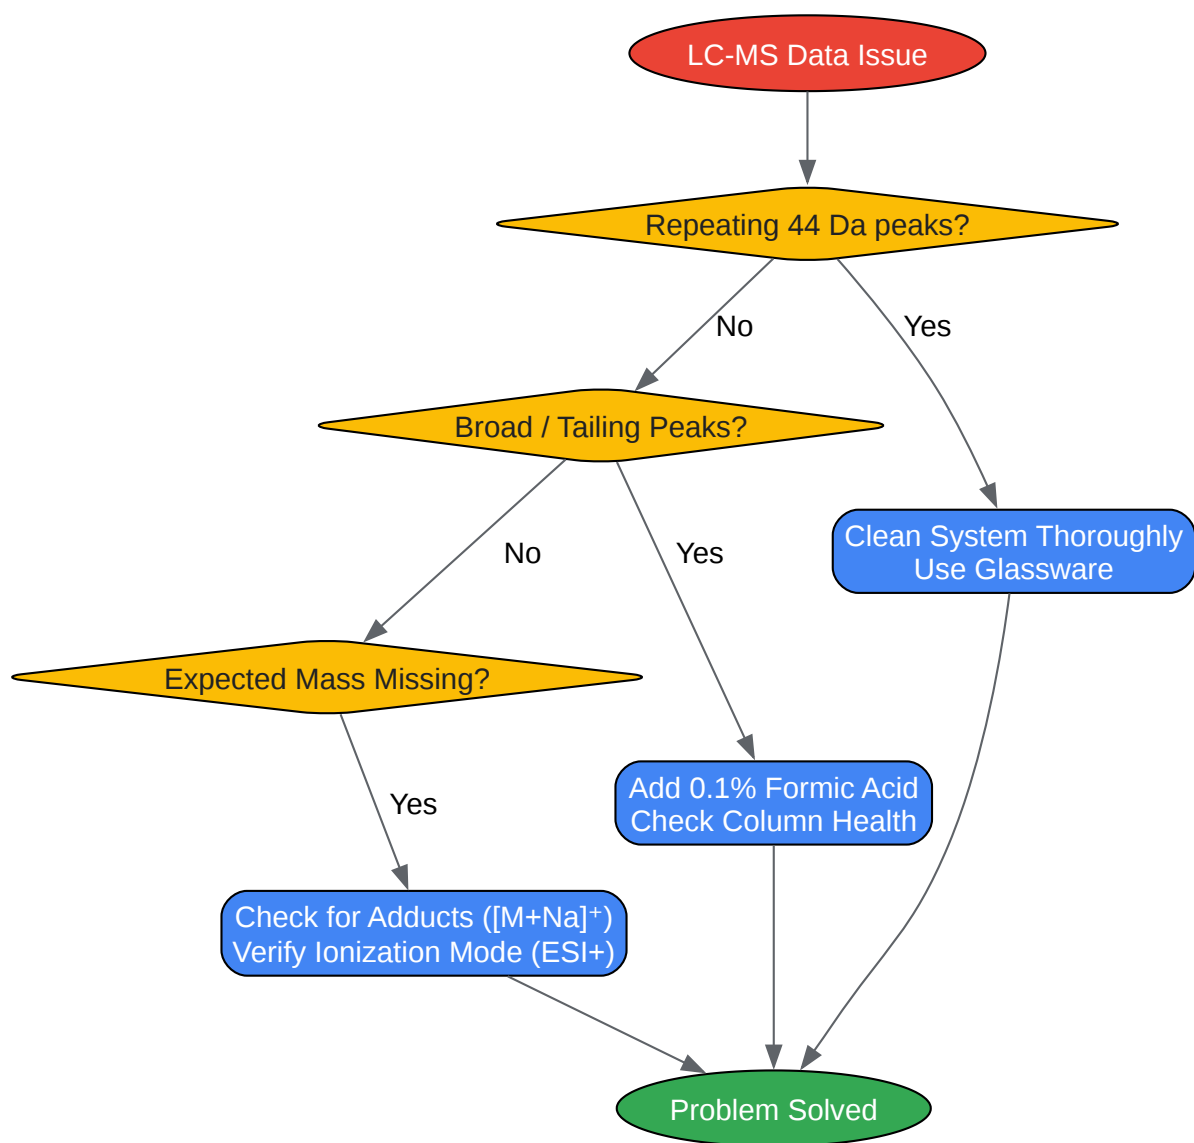 LC-MS Data Issue
Repeating 44 Da peaks?
No
Yes
Broad / Tailing Peaks?
No
Yes
Clean System Thoroughly
Use Glassware
Expected Mass Missing?
Yes
Add 0.1% Formic Acid
Check Column Health
Check for Adducts ([M+Na]⁺)
Verify Ionization Mode (ESI+)
Problem Solved